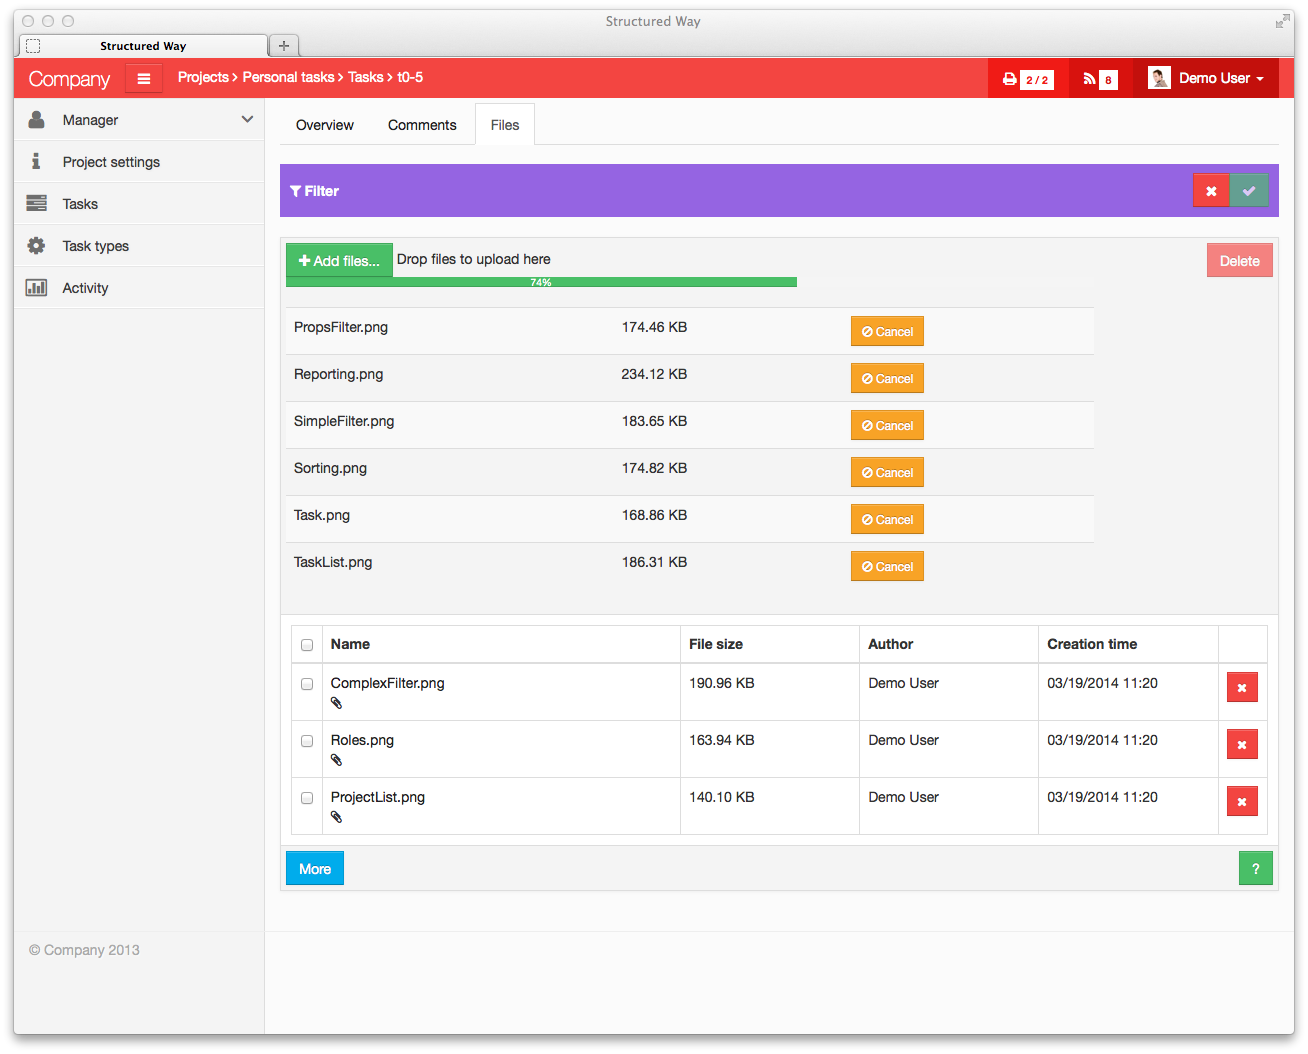 Structured Way
Structured Way
Company Projects Personal tasks Tasks t0-5 2 / 2 8 Demo User
Manager
Project settings
Tasks
Task types
Activity
Overview Comments Files
Filter
Add files... Drop files to upload here Delete
74%
PropsFilter.png 174.46 KB Cancel
Reporting.png 234.12 KB Cancel
SimpleFilter.png 183.65 KB Cancel
Sorting.png 174.82 KB Cancel
Task.png 168.86 KB Cancel
TaskList.png 186.31 KB Cancel
Name File size Author Creation time
ComplexFilter.png 190.96 KB Demo User 03/19/2014 11:20
Roles.png 163.94 KB Demo User 03/19/2014 11:20
ProjectList.png 140.10 KB Demo User 03/19/2014 11:20
More ?
© Company 2013